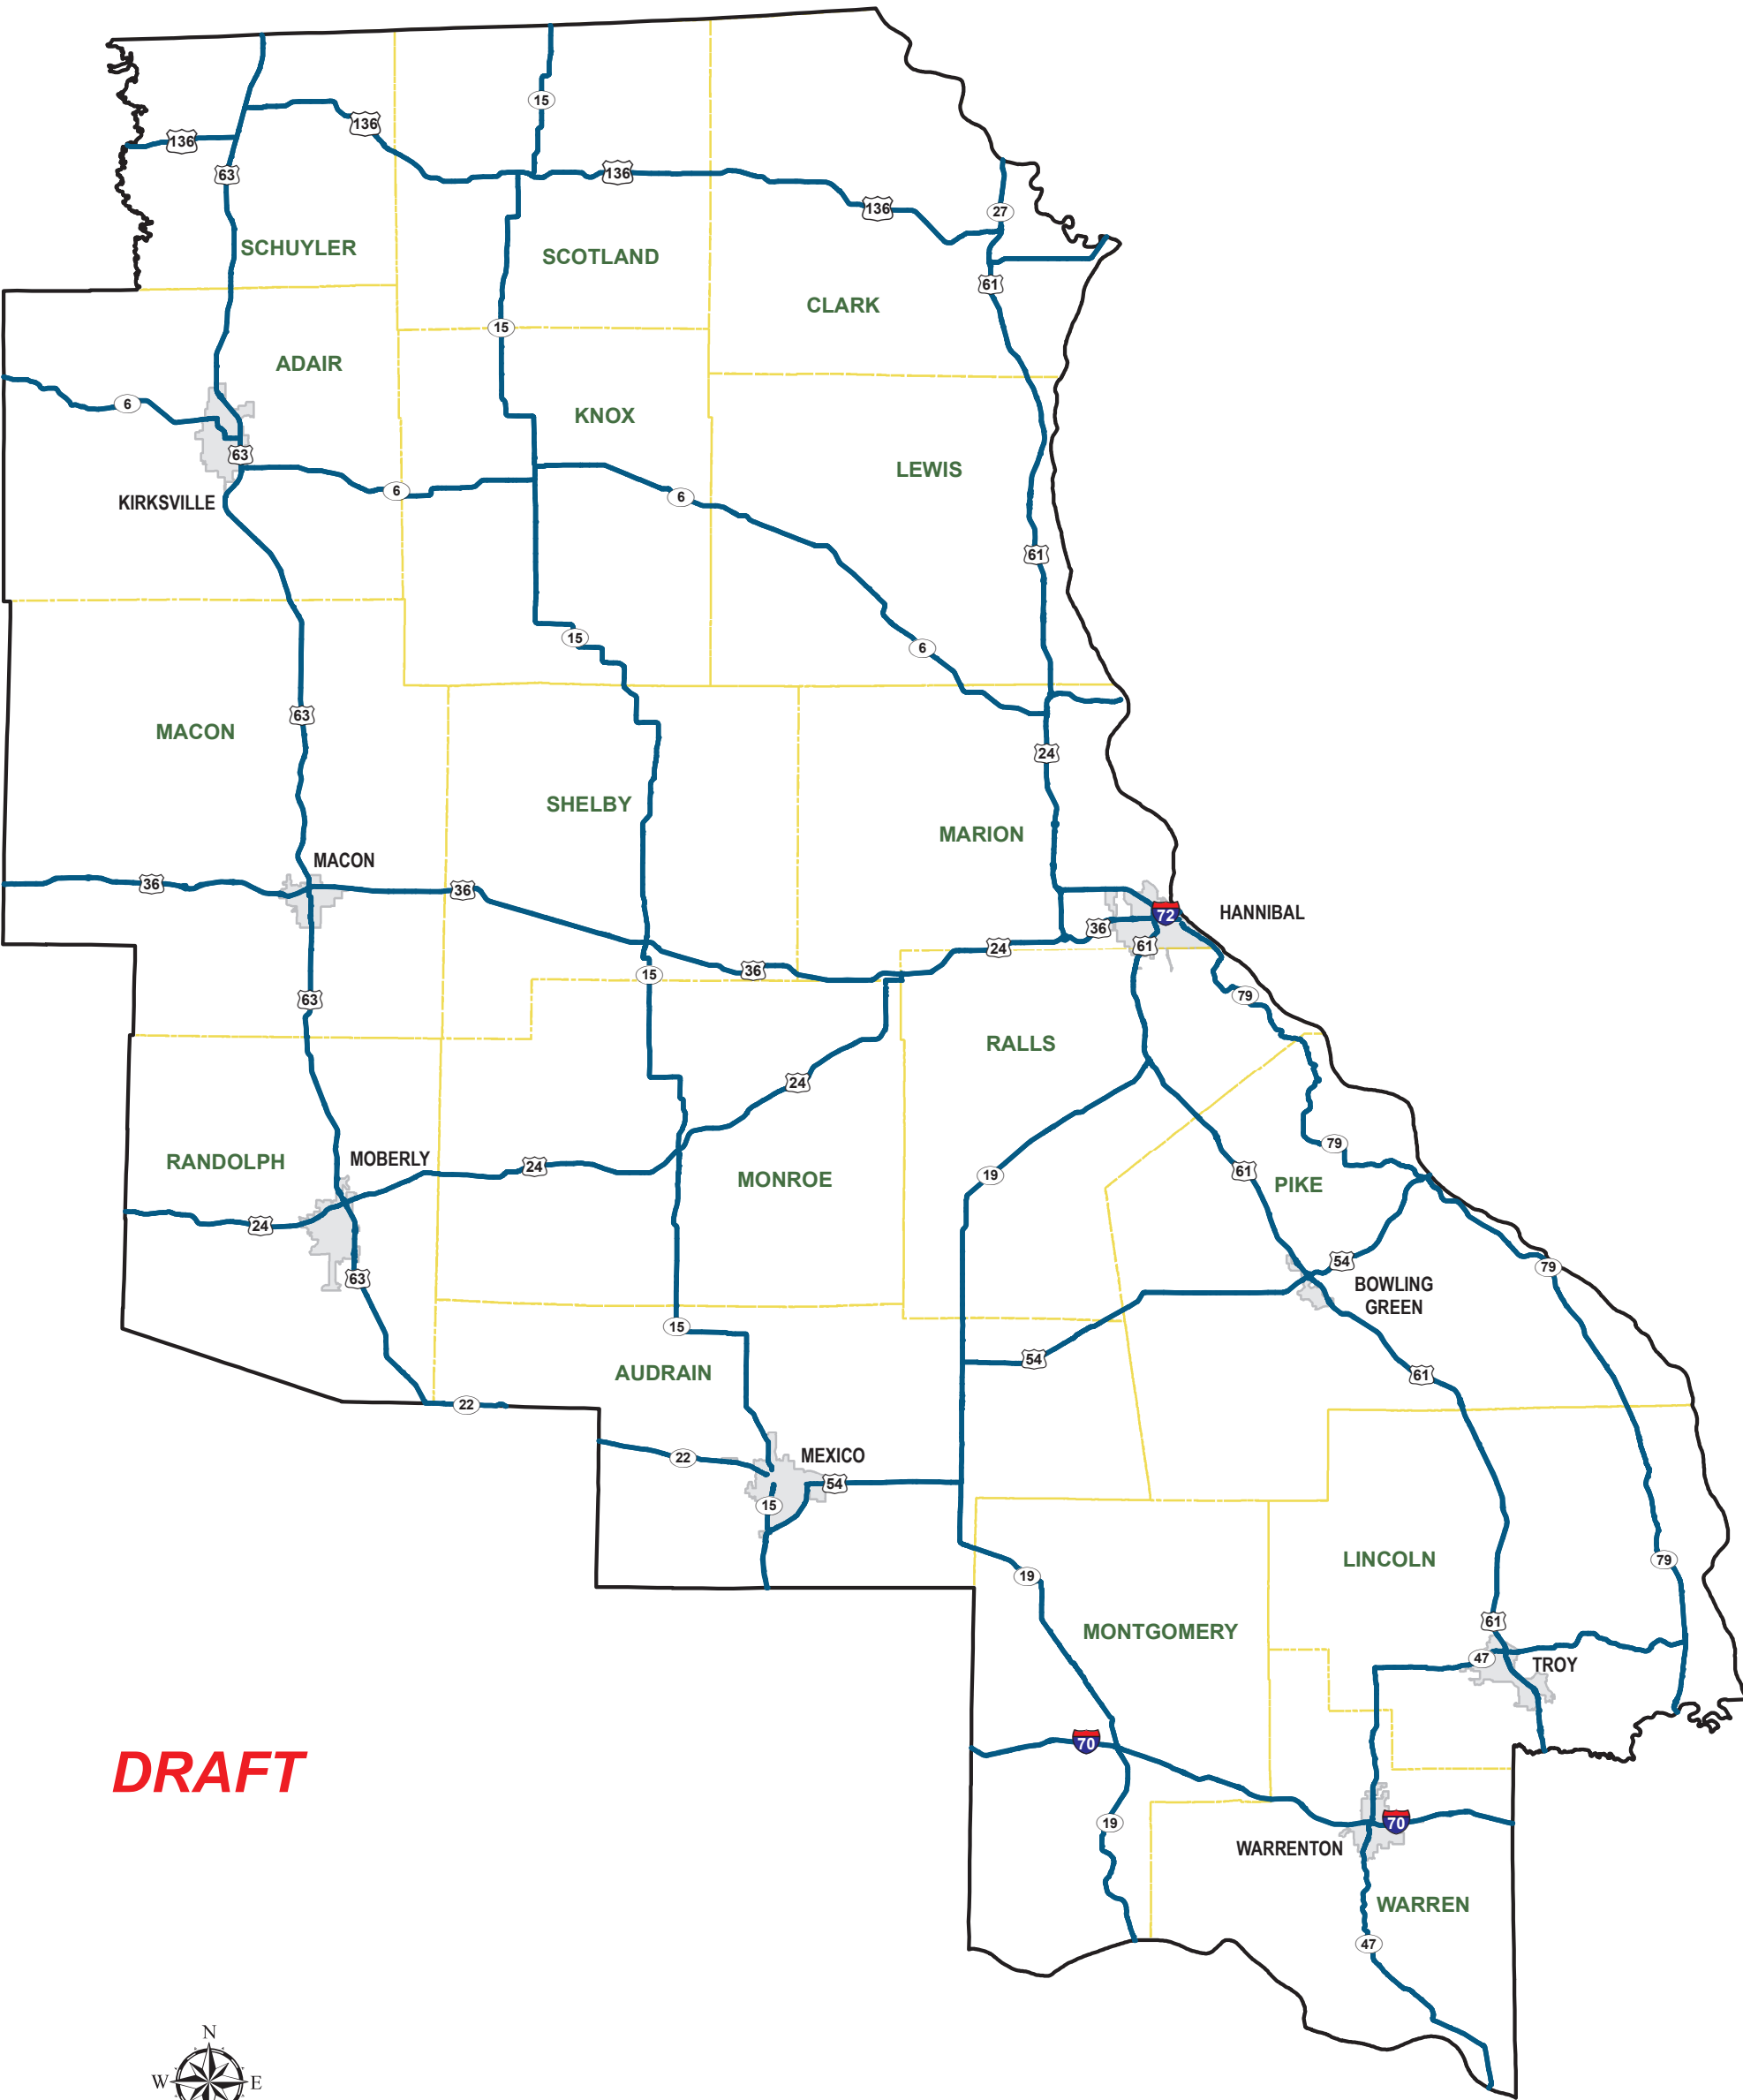 15
136
136
63
136
136
27
SCHUYLER
SCOTLAND
61
CLARK
15
ADAIR
6
KNOX
63
LEWIS
6
6
KIRKSVILLE
61
15
6
63
MACON
24
SHELBY
MARION
MACON
36
36
HANNIBAL
72
36
61
24
36
15
79
63
RALLS
24
79
MOBERLY
RANDOLPH
24
61
19
MONROE
PIKE
24
54
79
63
BOWLING
GREEN
15
54
AUDRAIN
61
22
MEXICO
22
54
15
LINCOLN
79
19
61
MONTGOMERY
47
TROY
70
DRAFT
19
70
WARRENTON
WARREN
47
N
W
E